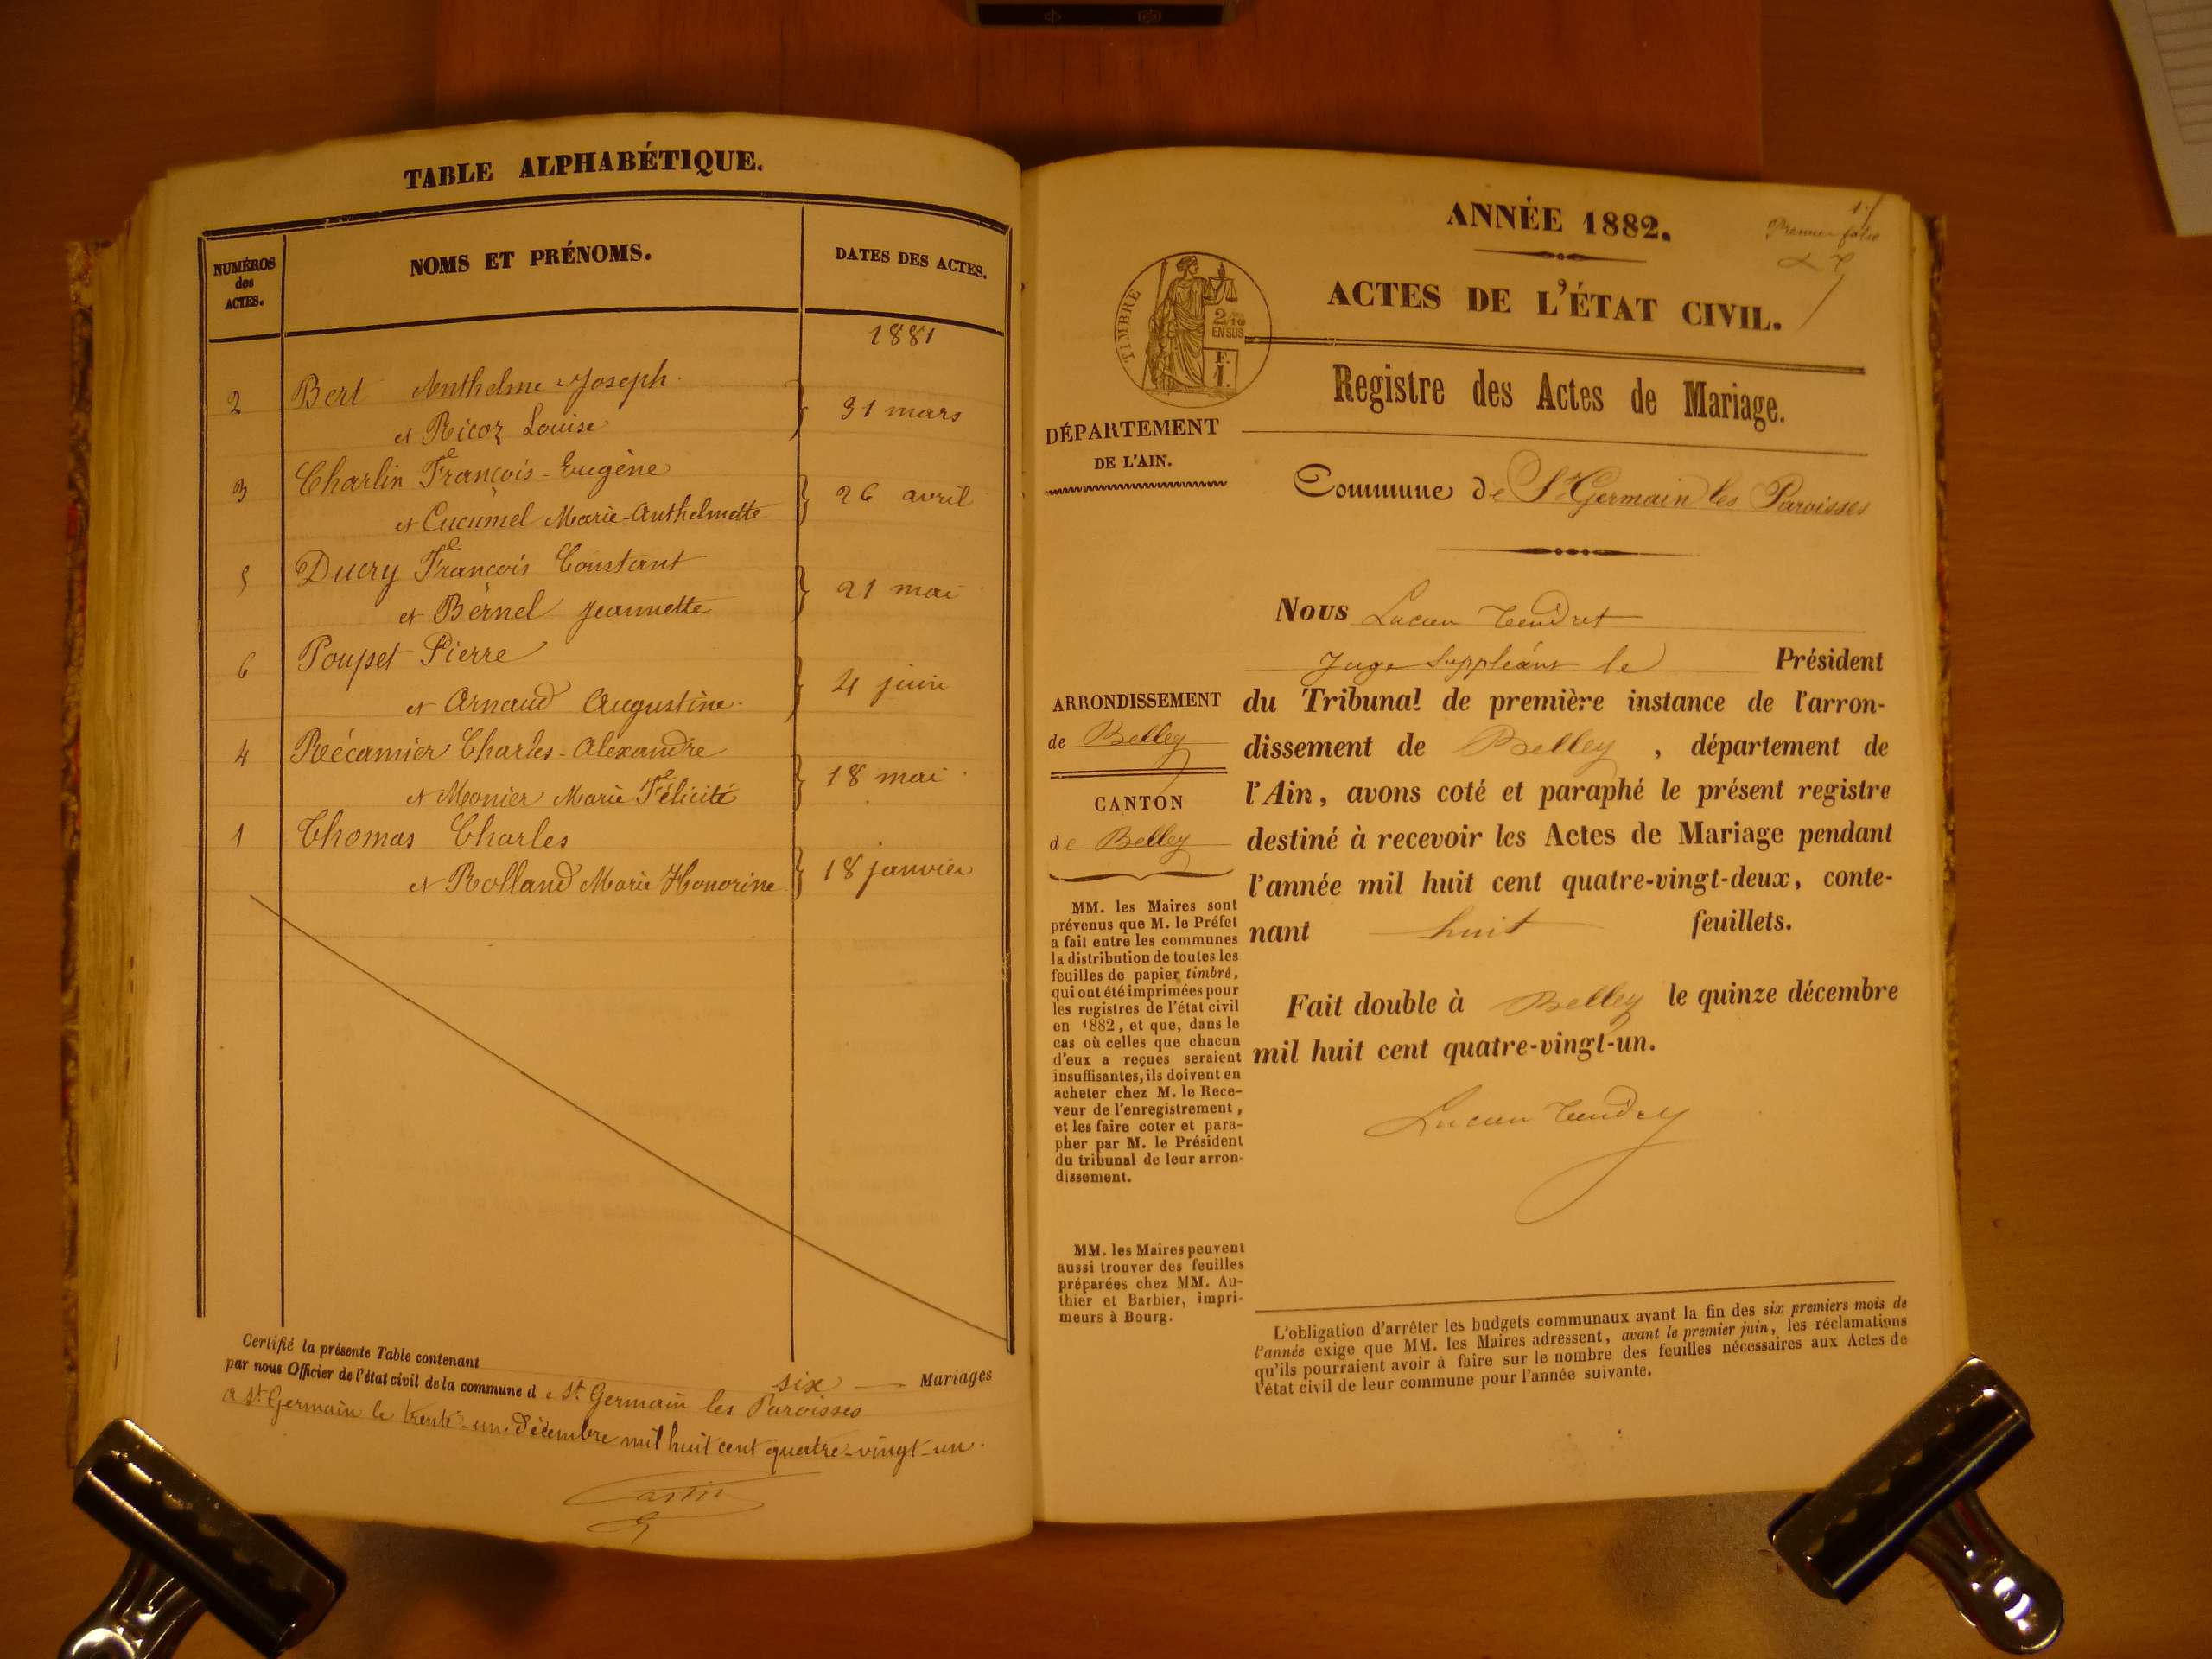 TABLE ALPHABÉTIQUE.
NUMÉROS
des
ACTES.
NOMS ET PRÉNOMS.
DATES DES ACTES.
1881
2 Bert Anthelme-Joseph
et Ricoz Louise } 31 mars
3 Charlin François-Eugène
et Cucumel Marie-Anthelmette } 26 avril
5 Ducry François Constant
et Bernel Jeannette } 21 mai
6 Poupet Pierre
et Arnaud Augustine } 4 juin
4 Récamier Charles-Alexandre
et Monier Marie Félicité } 18 mai
1 Thomas Charles
et Rolland Marie Honorine } 18 janvier
Certifié la présente Table contenant six Mariages
par nous Officier de l'état civil de la commune de St Germain les Paroisses
a St Germain le trente-un décembre mil huit cent quatre-vingt-un.
ANNÉE 1882.
Premier folio
ACTES DE L'ÉTAT CIVIL.
TIMBRE
2/10
EN SUS
F.
1.
Registre des Actes de Mariage.
DÉPARTEMENT
DE L'AIN.
Commune de St Germain les Paroisses
Nous Lucien Tendret
Juge Suppléant le Président
du Tribunal de première instance de l'arron-
dissement de Belley, département de
l'Ain, avons coté et paraphé le présent registre
destiné à recevoir les Actes de Mariage pendant
l'année mil huit cent quatre-vingt-deux, conte-
nant huit feuillets.
Fait double à Belley le quinze décembre
mil huit cent quatre-vingt-un.
Lucien Tendret
ARRONDISSEMENT
de Belley
CANTON
de Belley
MM. les Maires sont
prévenus que M. le Préfet
a fait entre les communes
la distribution de toutes les
feuilles de papier timbré,
qui ont été imprimées pour
les registres de l'état civil
en 1882, et que, dans le
cas où celles que chacun
d'eux a reçues seraient
insuffisantes, ils doivent en
acheter chez M. le Rece-
veur de l'enregistrement,
et les faire coter et para-
pher par M. le Président
du tribunal de leur arron-
dissement.
MM. les Maires peuvent
aussi trouver des feuilles
préparées chez MM. Au-
thier et Barbier, impri-
meurs à Bourg.
L'obligation d'arrêter les budgets communaux avant la fin des six premiers mois de
l'année exige que MM. les Maires adressent, avant le premier juin, les réclamations
qu'ils pourraient avoir à faire sur le nombre des feuilles nécessaires aux Actes de
l'état civil de leur commune pour l'année suivante.